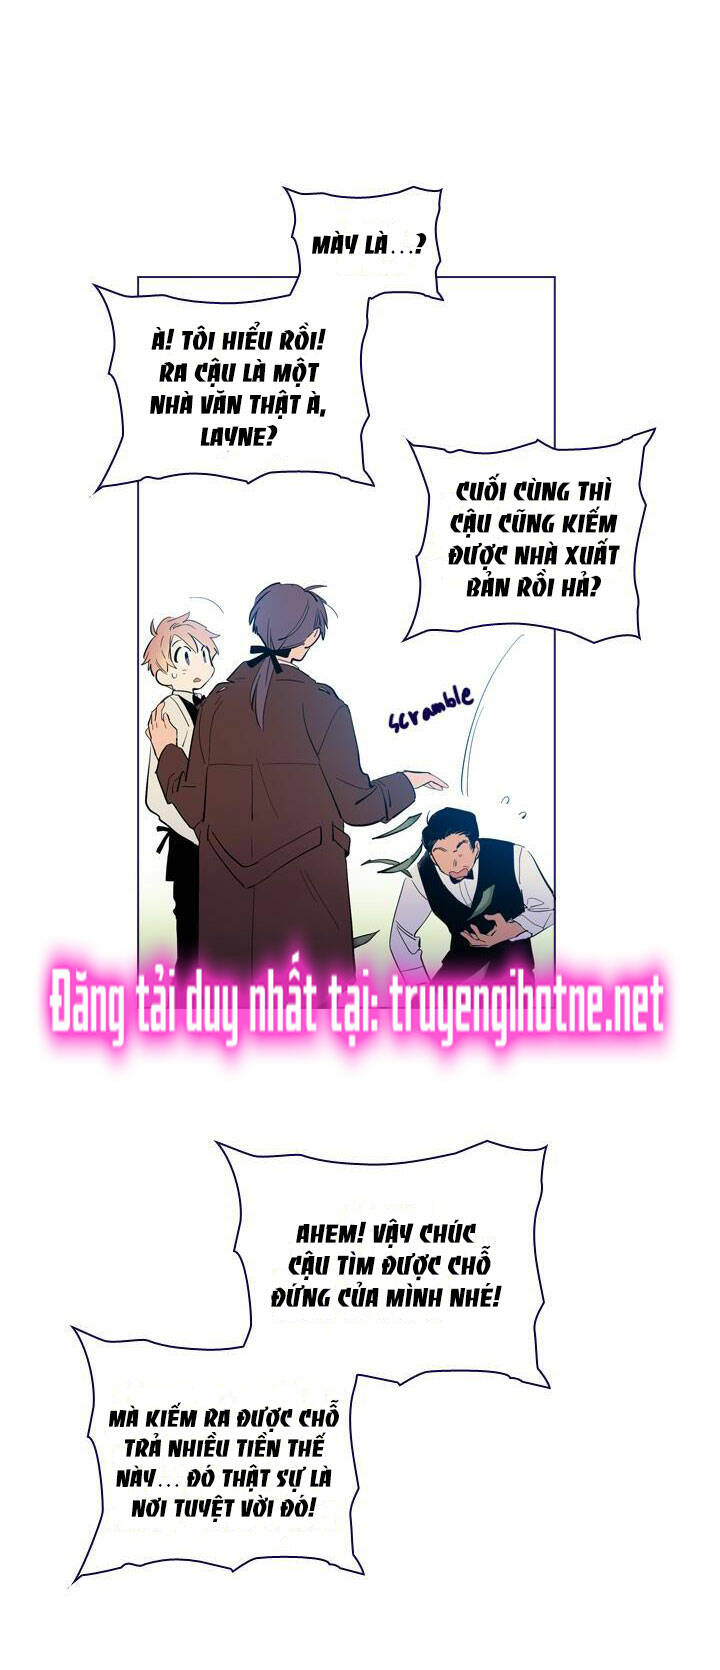 MÀY LÀ...?
À! TÔI HIỂU RỒI!
RA CẬU LÀ MỘT
NHÀ VĂN THẬT À,
LAYNE?
CUỐI CÙNG THÌ
CẬU CŨNG KIẾM
ĐƯỢC NHÀ XUẤT
BẢN RỒI HẢ?
scramble
Đăng tải duy nhất tại: truyengihotne.net
AHEM! VẬY CHÚC
CẬU TÌM ĐƯỢC CHỖ
ĐỨNG CỦA MÌNH NHÉ!
MÀ KIẾM RA ĐƯỢC CHỖ
TRẢ NHIỀU TIỀN THẾ
NÀY... ĐÓ THẬT SỰ LÀ
NƠI TUYỆT VỜI ĐÓ!